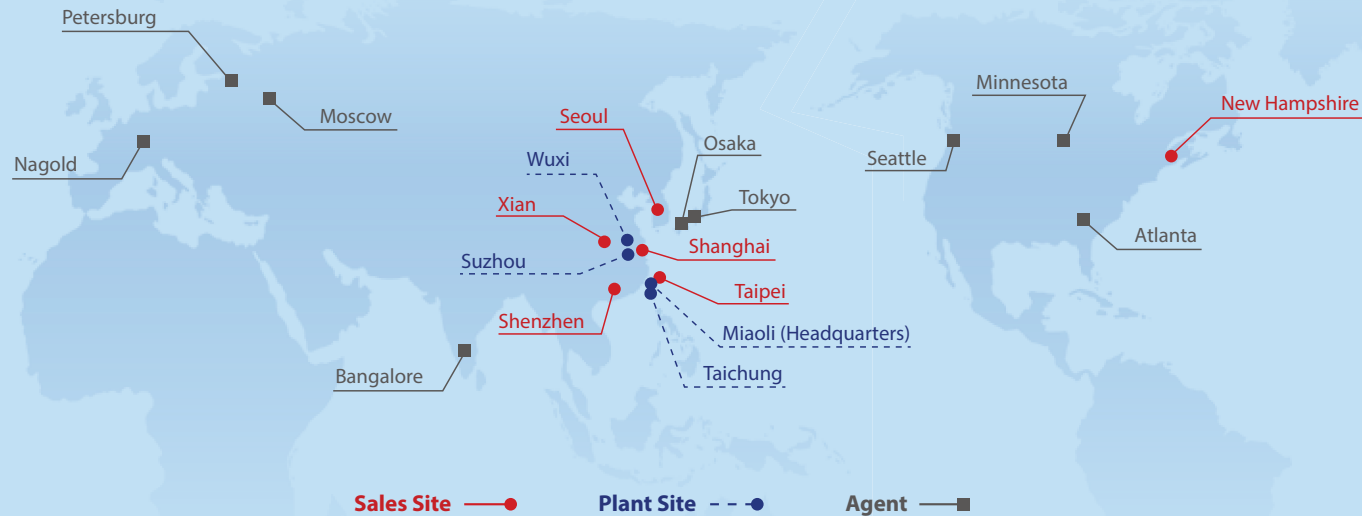 Petersburg
Moscow
Nagold
Seoul
Wuxi
Osaka
Tokyo
Xian
Shanghai
Suzhou
Taipei
Shenzhen
Miaoli (Headquarters)
Taichung
Bangalore
Minnesota
New Hampshire
Seattle
Atlanta
Sales Site
Plant Site
Agent